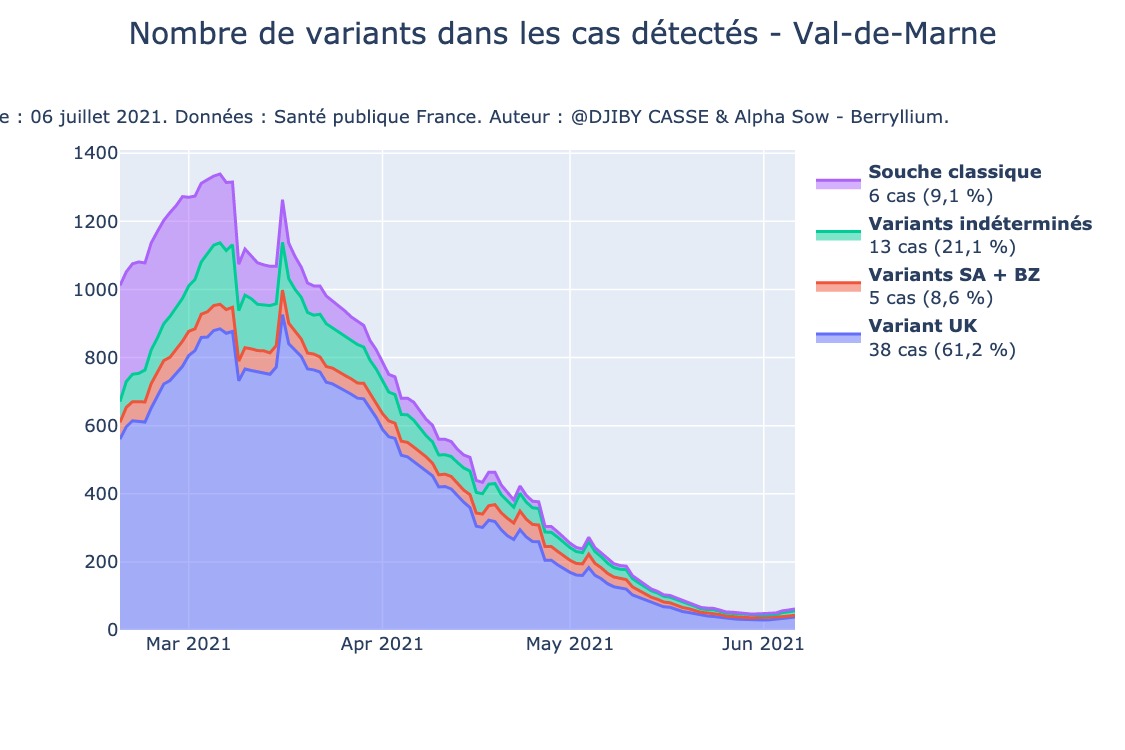 Nombre de variants dans les cas détectés - Val-de-Marne
e : 06 juillet 2021. Données : Santé publique France. Auteur : @DJIBY CASSE & Alpha Sow - Berryllium.
1400
1200
1000
800
600
400
200
0
Mar 2021
Apr 2021
May 2021
Jun 2021
Souche classique
6 cas (9,1 %)
Variants indéterminés
13 cas (21,1 %)
Variants SA + BZ
5 cas (8,6 %)
Variant UK
38 cas (61,2 %)